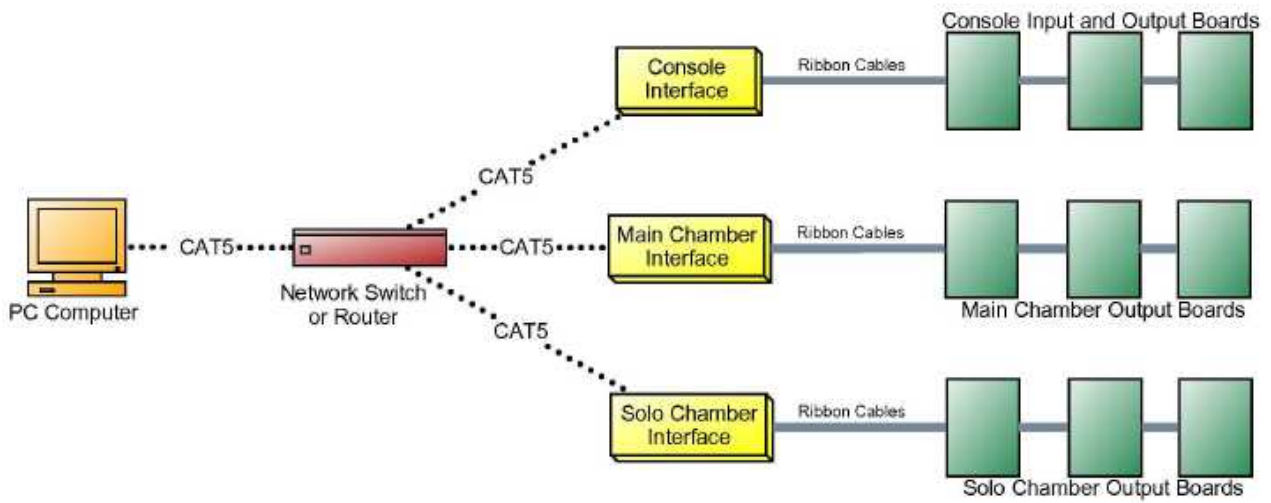 Console Input and Output Boards
Console
Interface
Ribbon Cables
CAT5
PC Computer
CAT5
Network Switch
or Router
CAT5
Main Chamber
Interface
Ribbon Cables
Main Chamber Output Boards
CAT5
Solo Chamber
Interface
Ribbon Cables
Solo Chamber Output Boards